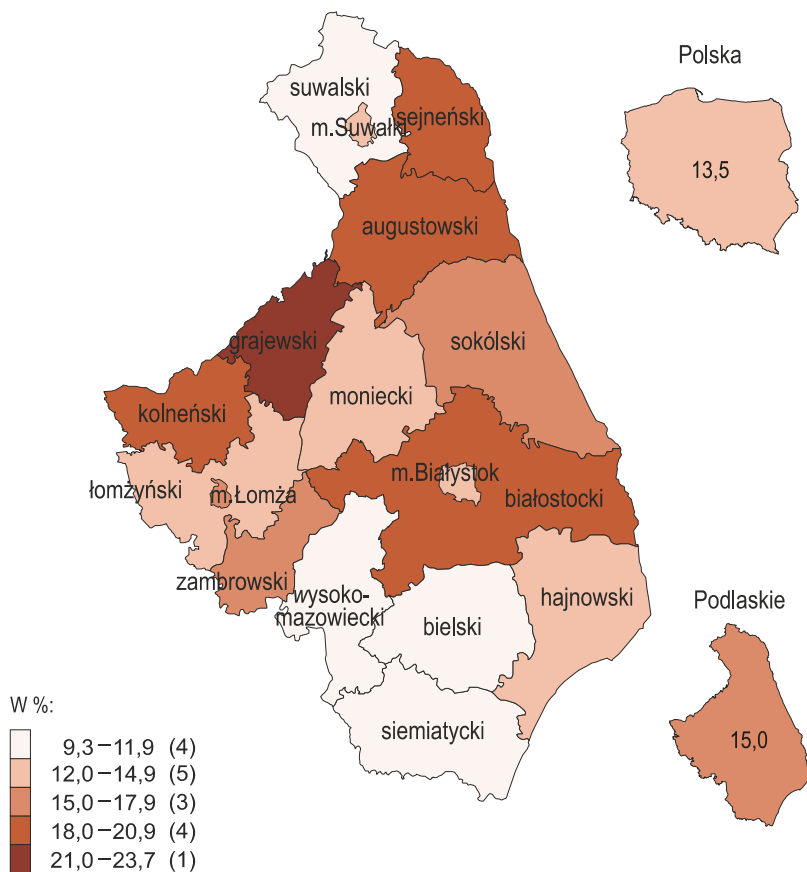 Polska
suwalski
m.Suwałki
sejneński
13,5
augustowski
grajewski
sokólski
moniecki
kolneński
m.Białystok
łomżyński
m.Łomża
białostocki
zambrowski
wysoko-
mazowiecki
hajnowski
Podlaskie
bielski
siemiatycki
15,0
W %:
9,3–11,9 (4)
12,0–14,9 (5)
15,0–17,9 (3)
18,0–20,9 (4)
21,0–23,7 (1)